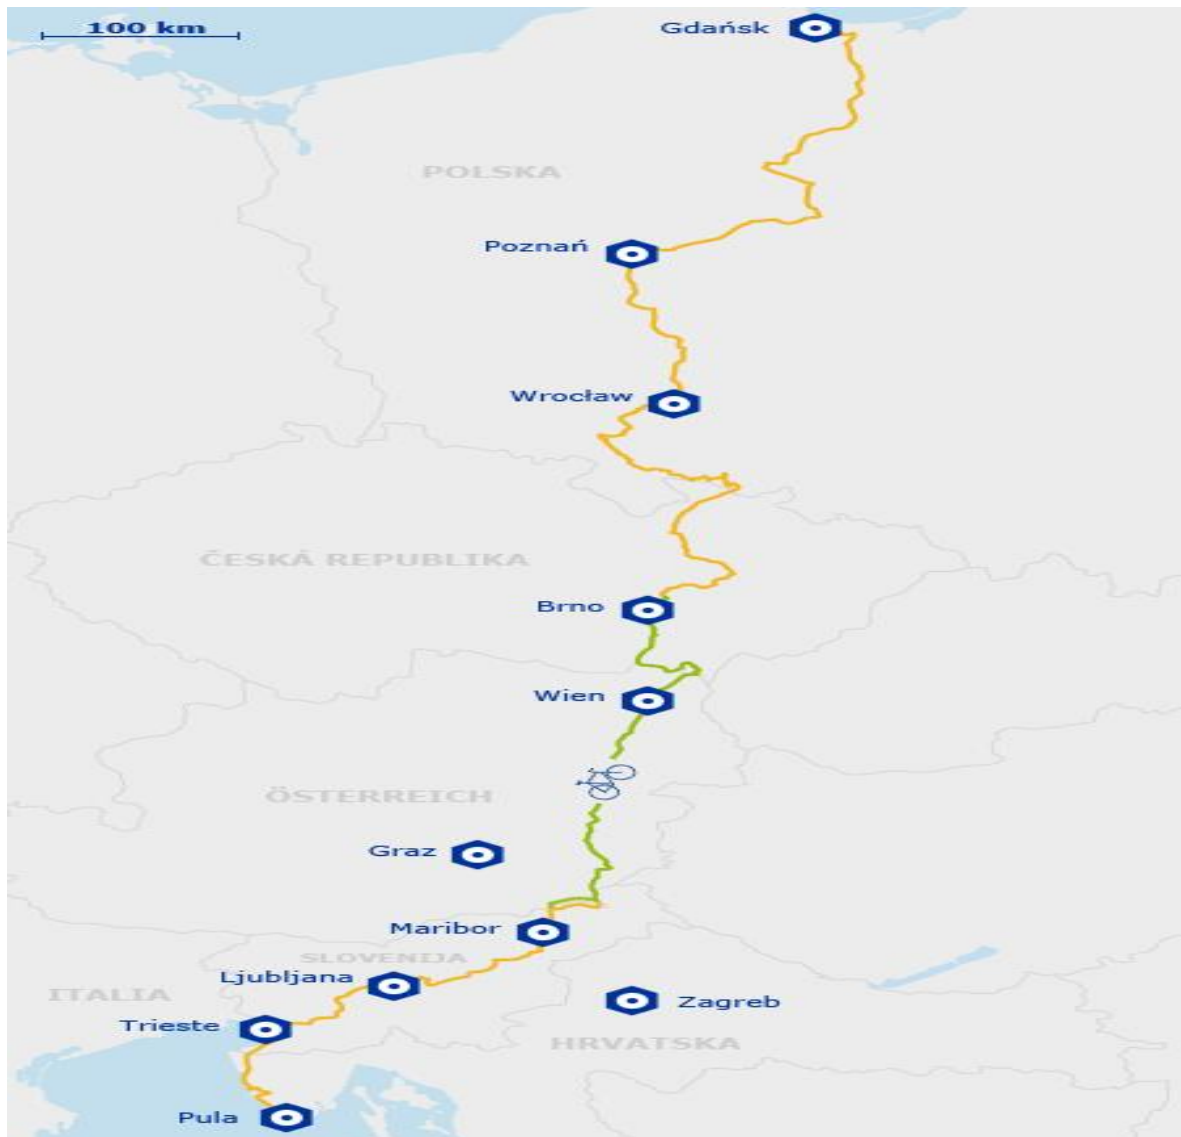 100 km
Gdańsk
POLSKA
Poznań
Wrocław
ČESKÁ REPUBLIKA
Brno
Wien
ÖSTERREICH
Graz
Maribor
SLOVENIJA
Ljubljana
ITALIA
Zagreb
Trieste
HRVATSKA
Pula